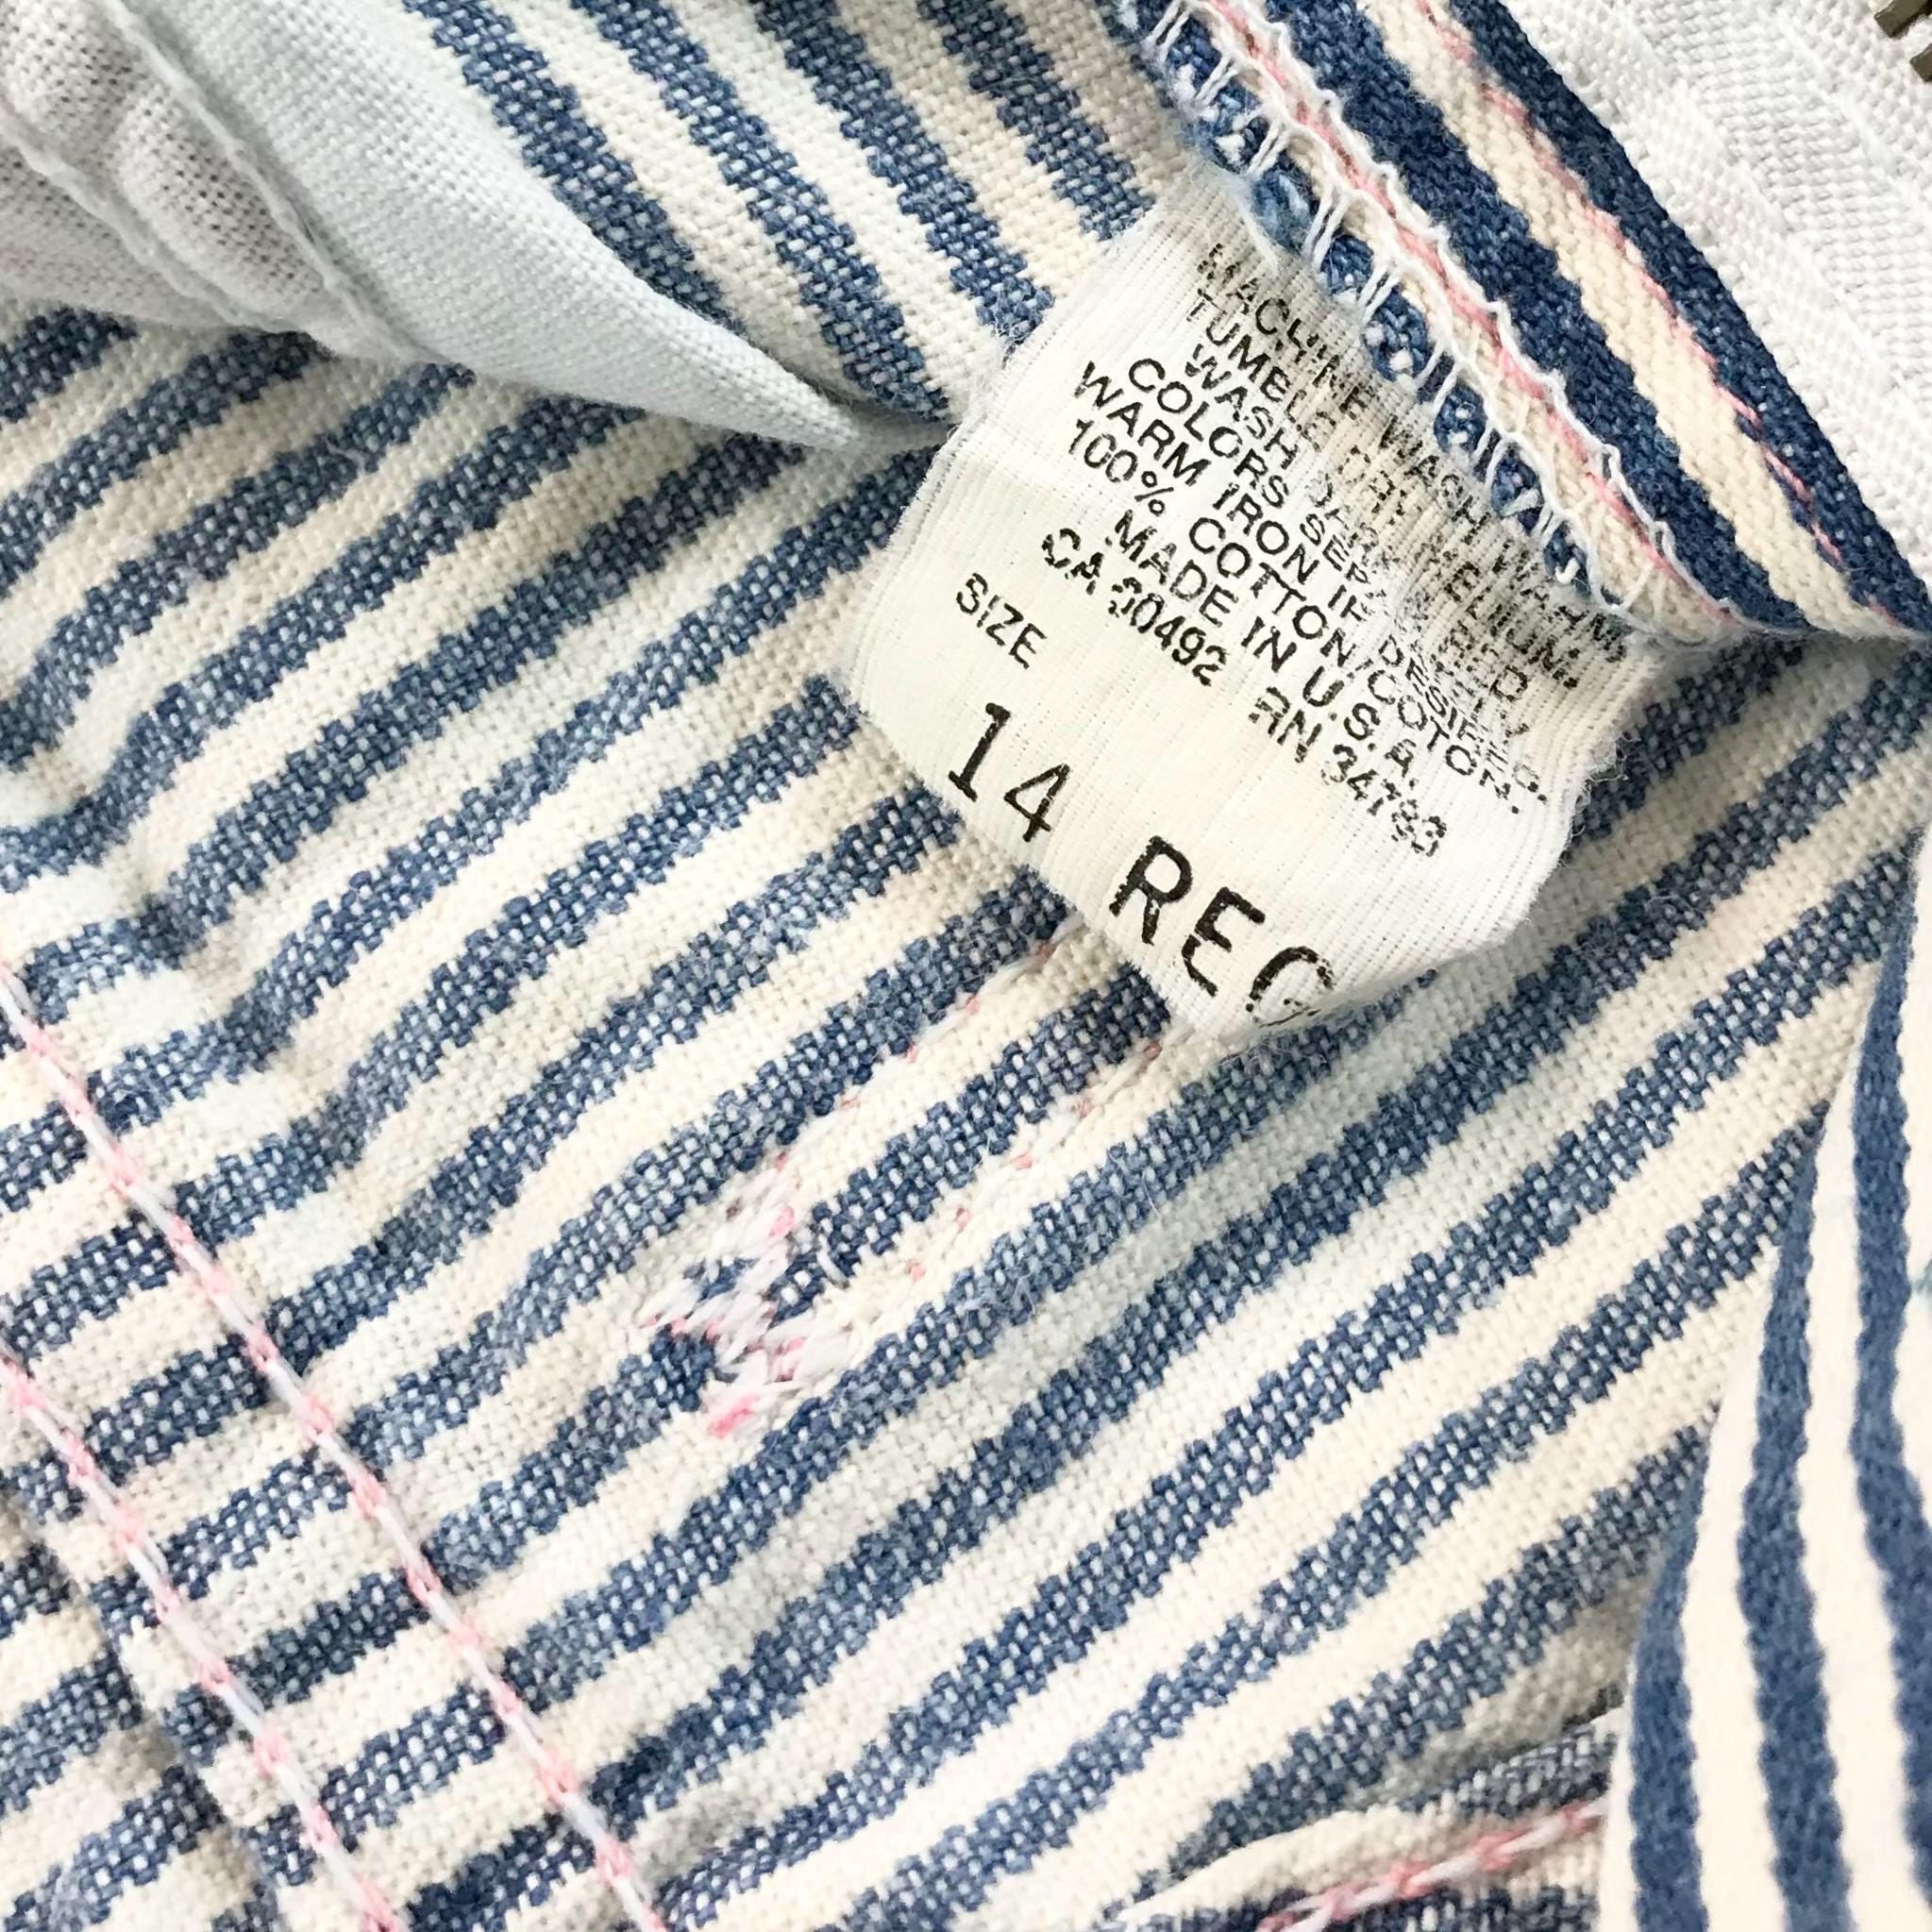 MACHINE WASH WARM,
TUMBLE DRY MEDIUM.
WASH DARK
COLORS SEPARATELY
WARM IRON IF DESIRED.
100% COTTON/COTON.
MADE IN U.S.A.
CA 30492 RN 34783
SIZE
14 REG